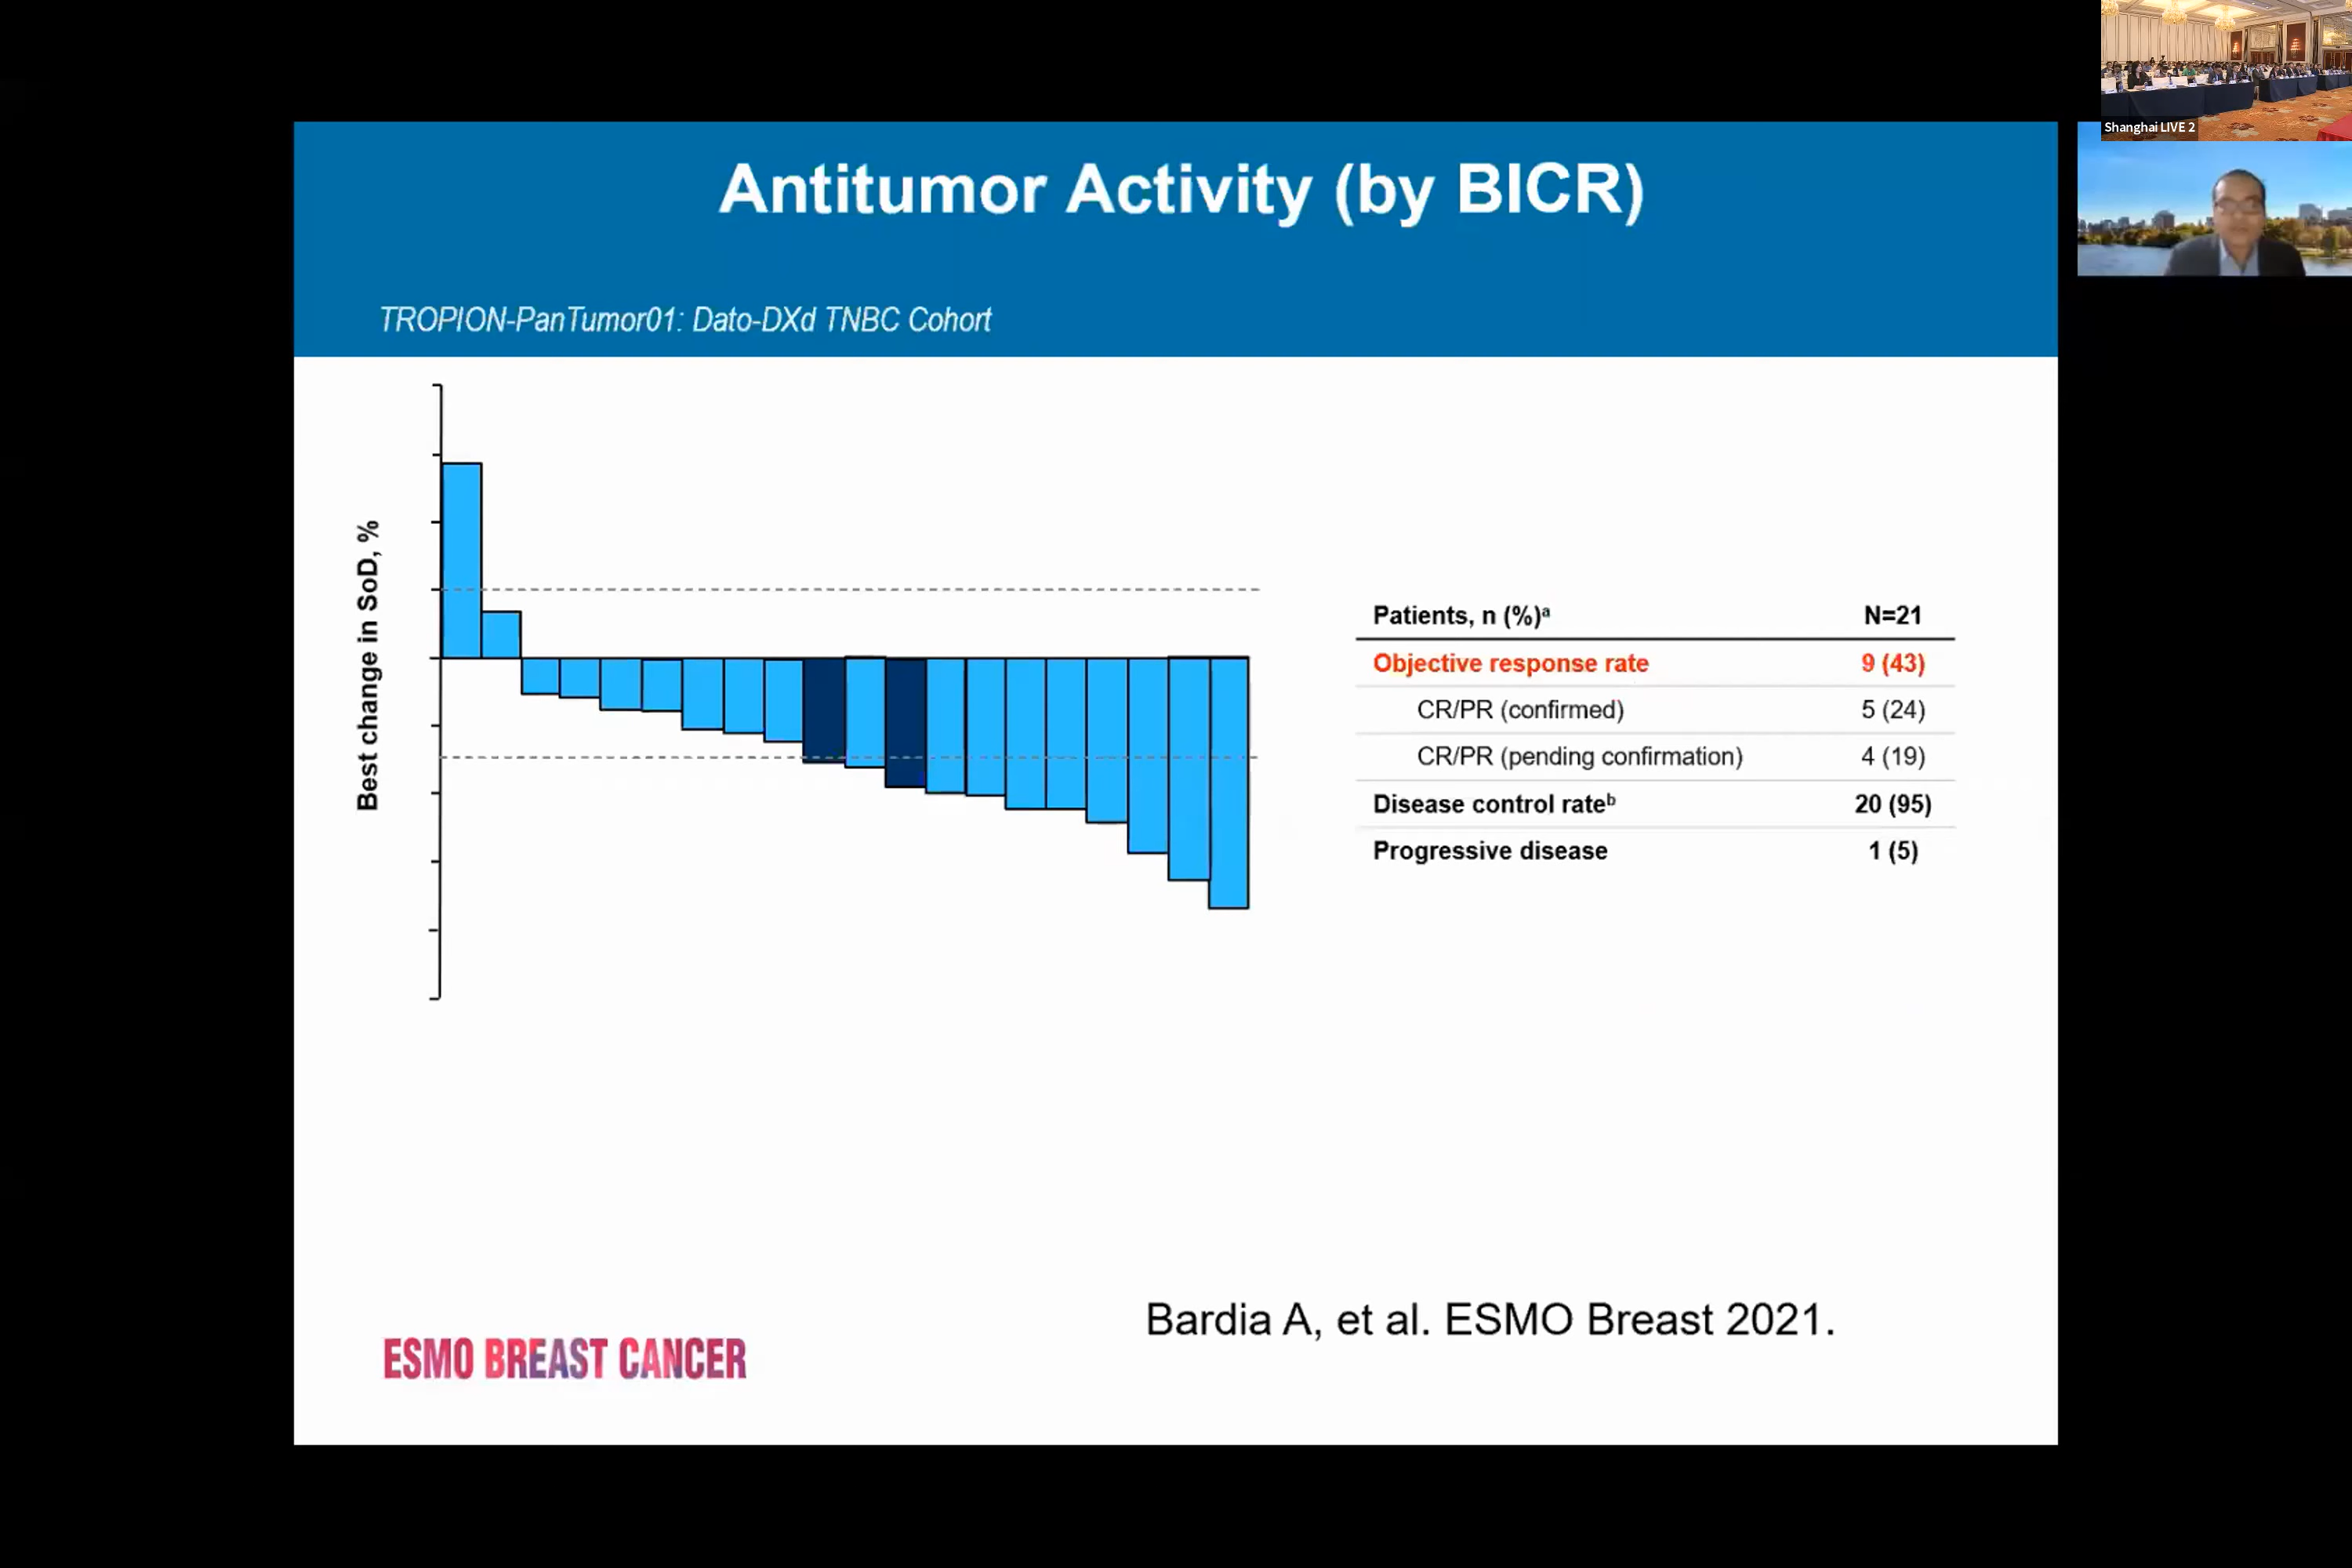 Shanghai LIVE 2
Antitumor Activity (by BICR)
TROPION-PanTumor01: Dato-DXd TNBC Cohort
Best change in SoD, %
Patients, n (%)ᵃ N=21
Objective response rate 9 (43)
CR/PR (confirmed) 5 (24)
CR/PR (pending confirmation) 4 (19)
Disease control rateᵇ 20 (95)
Progressive disease 1 (5)
Bardia A, et al. ESMO Breast 2021.
ESMO BREAST CANCER